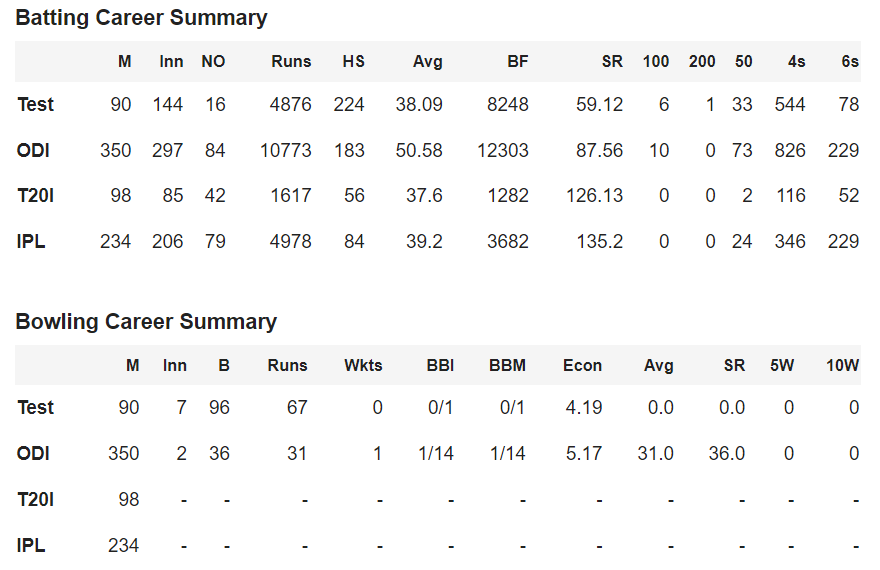 Batting Career Summary
M Inn NO Runs HS Avg BF SR 100 200 50 4s 6s
Test 90 144 16 4876 224 38.09 8248 59.12 6 1 33 544 78
ODI 350 297 84 10773 183 50.58 12303 87.56 10 0 73 826 229
T20I 98 85 42 1617 56 37.6 1282 126.13 0 0 2 116 52
IPL 234 206 79 4978 84 39.2 3682 135.2 0 0 24 346 229
Bowling Career Summary
M Inn B Runs Wkts BBI BBM Econ Avg SR 5W 10W
Test 90 7 96 67 0 0/1 0/1 4.19 0.0 0.0 0 0
ODI 350 2 36 31 1 1/14 1/14 5.17 31.0 36.0 0 0
T20I 98 - - - - - - - - - - -
IPL 234 - - - - - - - - - - -